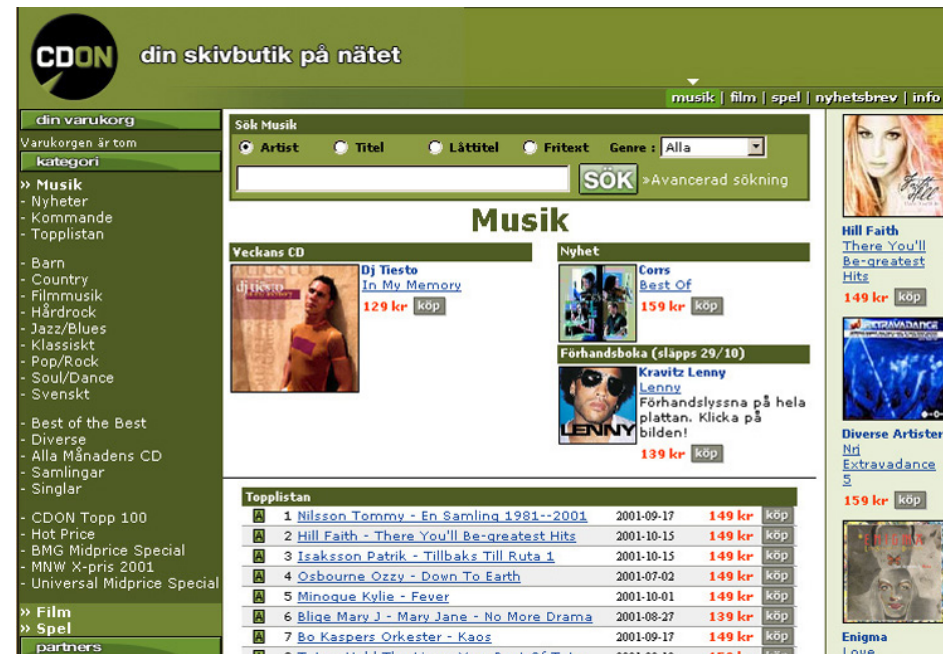 CDON
din skivbutik på nätet
musik | film | spel | nyhetsbrev | info
din varukorg
Varukorgen är tom
kategori
» Musik
- Nyheter
- Kommande
- Topplistan
- Barn
- Country
- Filmmusik
- Hårdrock
- Jazz/Blues
- Klassiskt
- Pop/Rock
- Soul/Dance
- Svenskt
- Best of the Best
- Diverse
- Alla Månadens CD
- Samlingar
- Singlar
- CDON Topp 100
- Hot Price
- BMG Midprice Special
- MNW X-pris 2001
- Universal Midprice Special
» Film
» Spel
partners
Sök Musik
Artist Titel Låttitel Fritext Genre : Alla
SÖK »Avancerad sökning
Musik
Veckans CD
dj tiësto
Dj Tiesto
In My Memory
129 kr köp
Nyhet
Corrs
Best Of
159 kr köp
Förhandsboka (släpps 29/10)
LENNY
Kravitz Lenny
Lenny
Förhandslyssna på hela
plattan. Klicka på
bilden!
139 kr köp
Topplistan
1 Nilsson Tommy - En Samling 1981--2001 2001-09-17 149 kr köp
2 Hill Faith - There You'll Be-greatest Hits 2001-10-15 149 kr köp
3 Isaksson Patrik - Tillbaks Till Ruta 1 2001-10-15 149 kr köp
4 Osbourne Ozzy - Down To Earth 2001-07-02 149 kr köp
5 Minogue Kylie - Fever 2001-10-01 149 kr köp
6 Blige Mary J - Mary Jane - No More Drama 2001-08-27 139 kr köp
7 Bo Kaspers Orkester - Kaos 2001-09-17 149 kr köp
Faith Hill
Hill Faith
There You'll
Be-greatest
Hits
149 kr köp
EXTRAVADANCE
Diverse Artister
Nrj
Extravadance
5
159 kr köp
ENIGMA
Enigma
Love